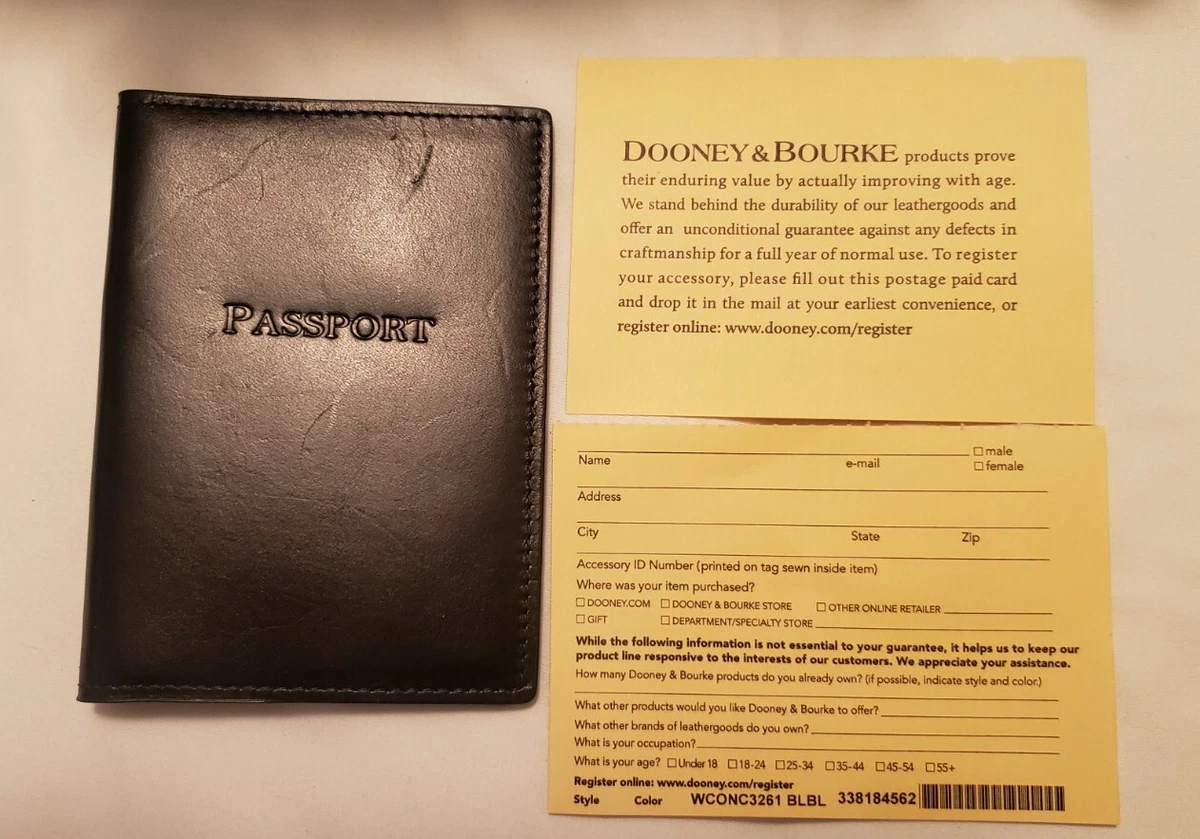 PASSPORT
DOONEY & BOURKE products prove
their enduring value by actually improving with age.
We stand behind the durability of our leathergoods and
offer an unconditional guarantee against any defects in
craftmanship for a full year of normal use. To register
your accessory, please fill out this postage paid card
and drop it in the mail at your earliest convenience, or
register online: www.dooney.com/register
male
Name e-mail female
Address
City State Zip
Accessory ID Number (printed on tag sewn inside item)
Where was your item purchased?
DOONEY.COM DOONEY & BOURKE STORE OTHER ONLINE RETAILER
GIFT DEPARTMENT/SPECIALTY STORE
While the following information is not essential to your guarantee, it helps us to keep our
product line responsive to the interests of our customers. We appreciate your assistance.
How many Dooney & Bourke products do you already own? (if possible, indicate style and color.)
What other products would you like Dooney & Bourke to offer?
What other brands of leathergoods do you own?
What is your occupation?
What is your age? Under 18 18-24 25-34 35-44 45-54 55+
Register online: www.dooney.com/register
Style Color WCONC3261 BLBL 338184562